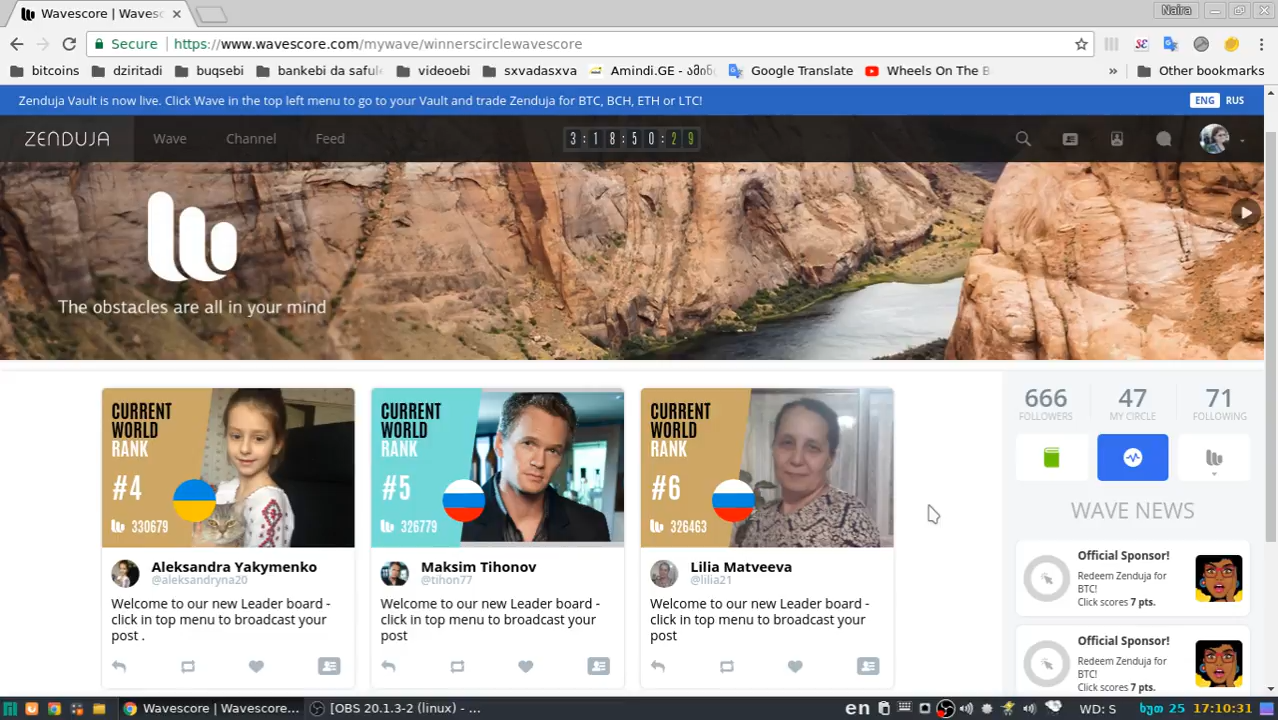 Wavescore | Wavesc
Naira
Secure
https://www.wavescore.com/mywave/winnerscirclewavescore
bitcoins
dziritadi
buqsebi
bankebi da safule
videoebi
sxvadasxva
Amindi.GE - ამინ
Google Translate
Wheels On The B
»
Other bookmarks
Zenduja Vault is now live. Click Wave in the top left menu to go to your Vault and trade Zenduja for BTC, BCH, ETH or LTC!
ENG RUS
ZENDUJA
Wave
Channel
Feed
3:18:50:29
The obstacles are all in your mind
CURRENT
WORLD
RANK
#4
330679
Aleksandra Yakymenko
@aleksandryna20
Welcome to our new Leader board -
click in top menu to broadcast your
post .
CURRENT
WORLD
RANK
#5
326779
Maksim Tihonov
@tihon77
Welcome to our new Leader board -
click in top menu to broadcast your
post
CURRENT
WORLD
RANK
#6
326463
Lilia Matveeva
@lilia21
Welcome to our new Leader board -
click in top menu to broadcast your
post
666 47 71
FOLLOWERS MY CIRCLE FOLLOWING
WAVE NEWS
Official Sponsor!
Redeem Zenduja for
BTC!
Click scores 7 pts.
Official Sponsor!
Redeem Zenduja for
BTC!
Click scores 7 pts.
Wavescore | Wavesc...
[OBS 20.1.3-2 (linux) - ...
en
WD: S
ხუთ 25
17:10:31